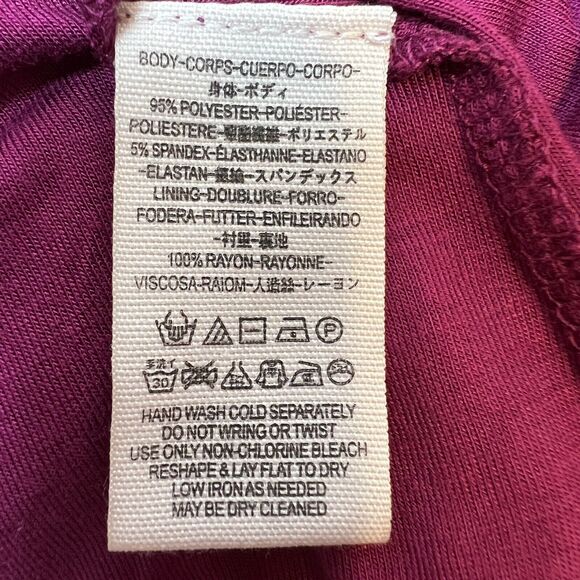 BODY-CORPS-CUERPO-CORPO-
身体-ボディ
95% POLYESTER-POLIÉSTER-
POLIESTERE-聚酯纖維-ポリエステル
5% SPANDEX-ÉLASTHANNE-ELASTANO
-ELASTAN-氨綸-スパンデックス
LINING-DOUBLURE-FORRO-
FODERA-FUTTER-ENFILEIRANDO
-衬里-裏地
100% RAYON-RAYONNE-
VISCOSA-RAIOM-人造絲-レーヨン
P
手洗イ
30
HAND WASH COLD SEPARATELY
DO NOT WRING OR TWIST
USE ONLY NON-CHLORINE BLEACH
RESHAPE & LAY FLAT TO DRY
LOW IRON AS NEEDED
MAY BE DRY CLEANED